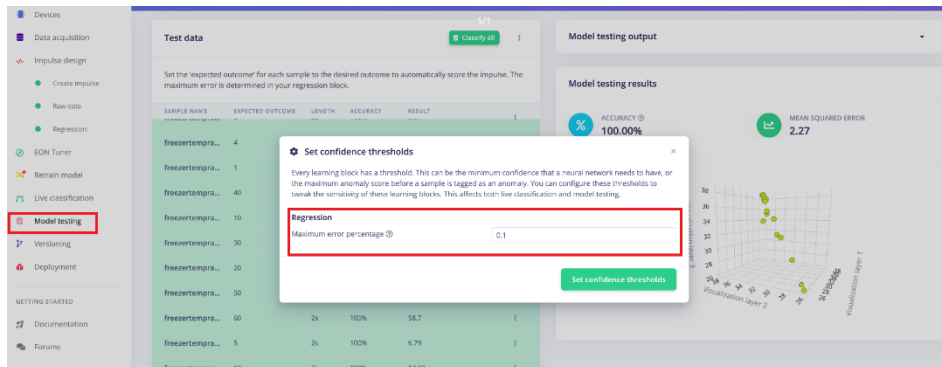 Devices
Data acquisition
Impulse design
Create impulse
Raw data
Regression
EON Tuner
Retrain model
Live classification
Model testing
Versioning
Deployment
GETTING STARTED
Documentation
Forums
1/1
Test data
Classify all
Set the 'expected outcome' for each sample to the desired outcome to automatically score the impulse. The
maximum error is determined in your regression block.
SAMPLE NAME EXPECTED OUTCOME LENGTH ACCURACY RESULT
freezertempra... 4
freezertempra... 1
freezertempra... 40
freezertempra... 10
freezertempra... 30
freezertempra... 20
freezertempra... 50
freezertempra... 60 2s 100% 58.7
freezertempra... 5 2s 100% 6.79
Set confidence thresholds
×
Every learning block has a threshold. This can be the minimum confidence that a neural network needs to have, or
the maximum anomaly score before a sample is tagged as an anomaly. You can configure these thresholds to
tweak the sensitivity of these learning blocks. This affects both live classification and model testing.
Regression
Maximum error percentage
0.1
Set confidence thresholds
Model testing output
Model testing results
% ACCURACY
100.00%
MEAN SQUARED ERROR
2.27
36
34
32
30
28
Visualization layer 2
Visualization layer 1